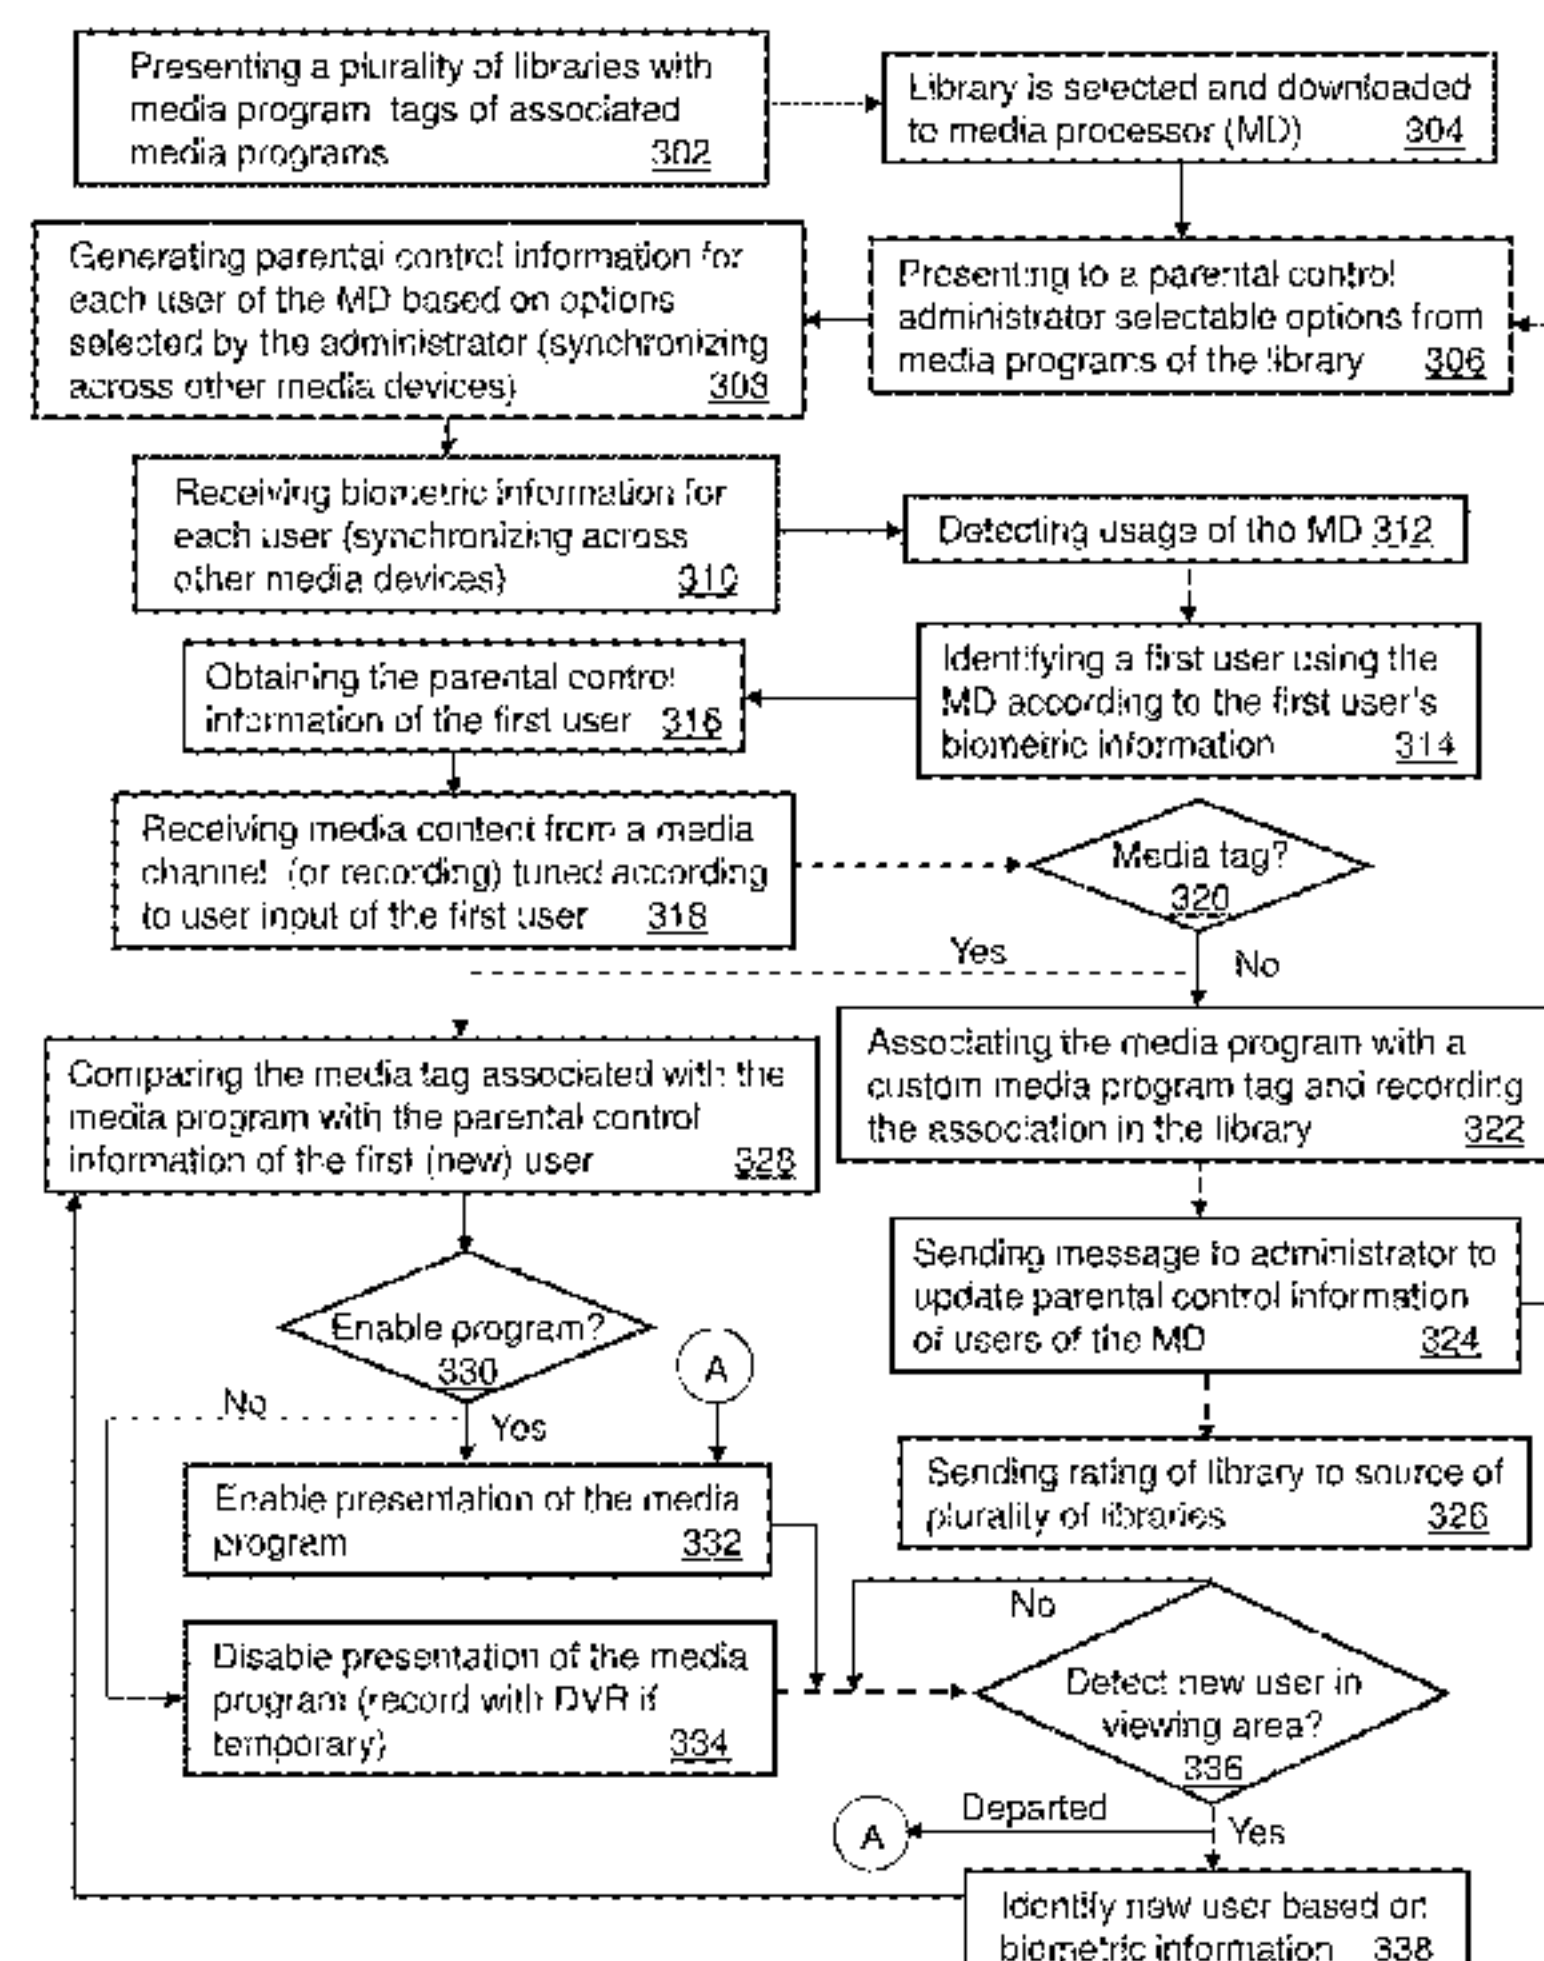 Presenting a plurality of libraries with
media program tags of associated
media programs 302
Library is selected and downloaded
to media processor (MD) 304
Generating parental control information for
each user of the MD based on options
selected by the administrator (synchronizing
across other media devices) 308
Presenting to a parental control
administrator selectable options from
media programs of the library 306
Receiving biometric information for
each user (synchronizing across
other media devices) 310
Detecting usage of the MD 312
Obtaining the parental control
information of the first user 316
Identifying a first user using the
MD according to the first user's
biometric information 314
Receiving media content from a media
channel (or recording) tuned according
to user input of the first user 318
Media tag?
320
Yes
No
Comparing the media tag associated with the
media program with the parental control
information of the first (new) user 328
Associating the media program with a
custom media program tag and recording
the association in the library 322
Sending message to administrator to
update parental control information
of users of the MD 324
Enable program?
330
A
No
Yes
Sending rating of library to source of
plurality of libraries 326
Enable presentation of the media
program 332
No
Disable presentation of the media
program (record with DVR if
temporary) 334
Detect new user in
viewing area?
336
Departed
A
Yes
Identify new user based on
biometric information 338